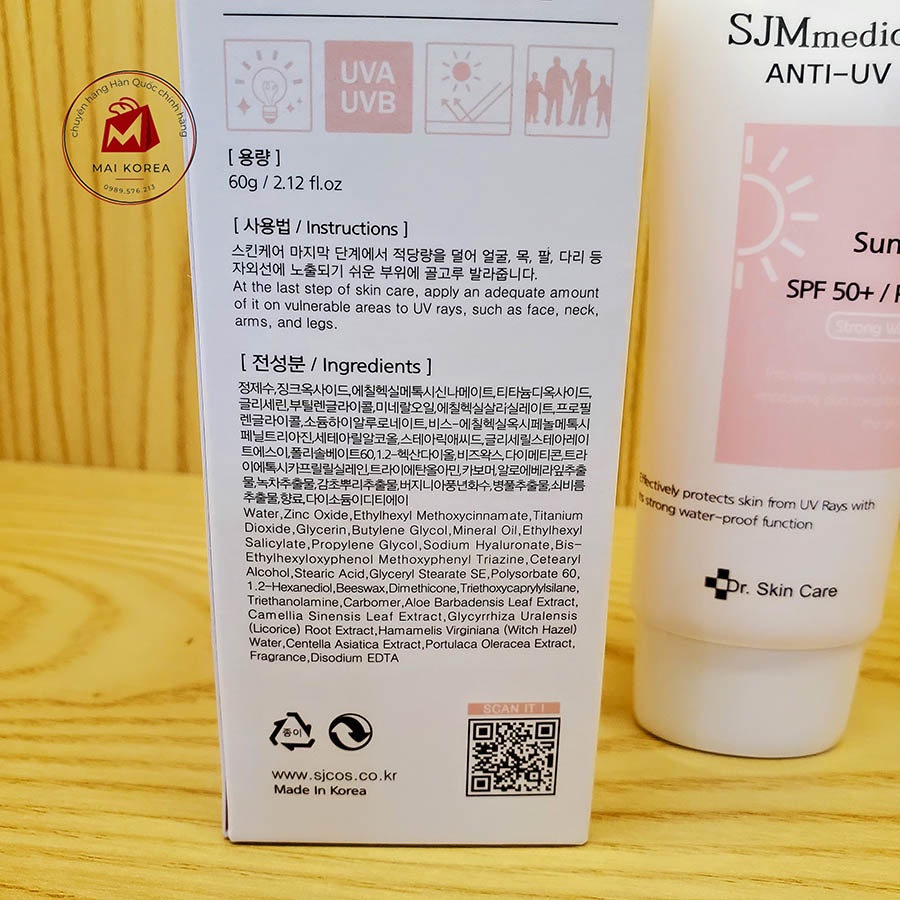 chuyên hàng Hàn Quốc chính hãng
MAI KOREA
0989.576.213
UVA
UVB
[ 용량 ]
60g / 2.12 fl.oz
[ 사용법 / Instructions ]
스킨케어 마지막 단계에서 적당량을 덜어 얼굴, 목, 팔, 다리 등
자외선에 노출되기 쉬운 부위에 골고루 발라줍니다.
At the last step of skin care, apply an adequate amount
of it on vulnerable areas to UV rays, such as face, neck,
arms, and legs.
[ 전성분 / Ingredients ]
정제수,징크옥사이드,에칠헥실메톡시신나메이트,티타늄디옥사이드,
글리세린,부틸렌글라이콜,미네랄오일,에칠헥실살리실레이트,프로필
렌글라이콜,소듐하이알루로네이트,비스-에칠헥실옥시페놀메톡시
페닐트리아진,세테아릴알코올,스테아릭애씨드,글리세릴스테아레이
트에스이,폴리솔베이트60,1.2-헥산다이올,비즈왁스,다이메티콘,트라
이에톡시카프릴릴실레인,트라이에탄올아민,카보머,알로에베라잎추출
물,녹차추출물,감초뿌리추출물,버지니아풍년화수,병풀추출물,쇠비름
추출물,향료,다이소듐이디티에이
Water,Zinc Oxide,Ethylhexyl Methoxycinnamate,Titanium
Dioxide,Glycerin,Butylene Glycol,Mineral Oil,Ethylhexyl
Salicylate,Propylene Glycol,Sodium Hyaluronate,Bis-
Ethylhexyloxyphenol Methoxyphenyl Triazine,Cetearyl
Alcohol,Stearic Acid,Glyceryl Stearate SE,Polysorbate 60,
1.2-Hexanediol,Beeswax,Dimethicone,Triethoxycaprylylsilane,
Triethanolamine,Carbomer,Aloe Barbadensis Leaf Extract,
Camellia Sinensis Leaf Extract,Glycyrrhiza Uralensis
(Licorice) Root Extract,Hamamelis Virginiana (Witch Hazel)
Water,Centella Asiatica Extract,Portulaca Oleracea Extract,
Fragrance,Disodium EDTA
종이
SCAN IT !
www.sjcos.co.kr
Made In Korea
SJMmedic
ANTI-UV
Sun
SPF 50+ / P
Strong W
Effectively protects skin from UV Rays with
its strong water-proof function
Dr. Skin Care